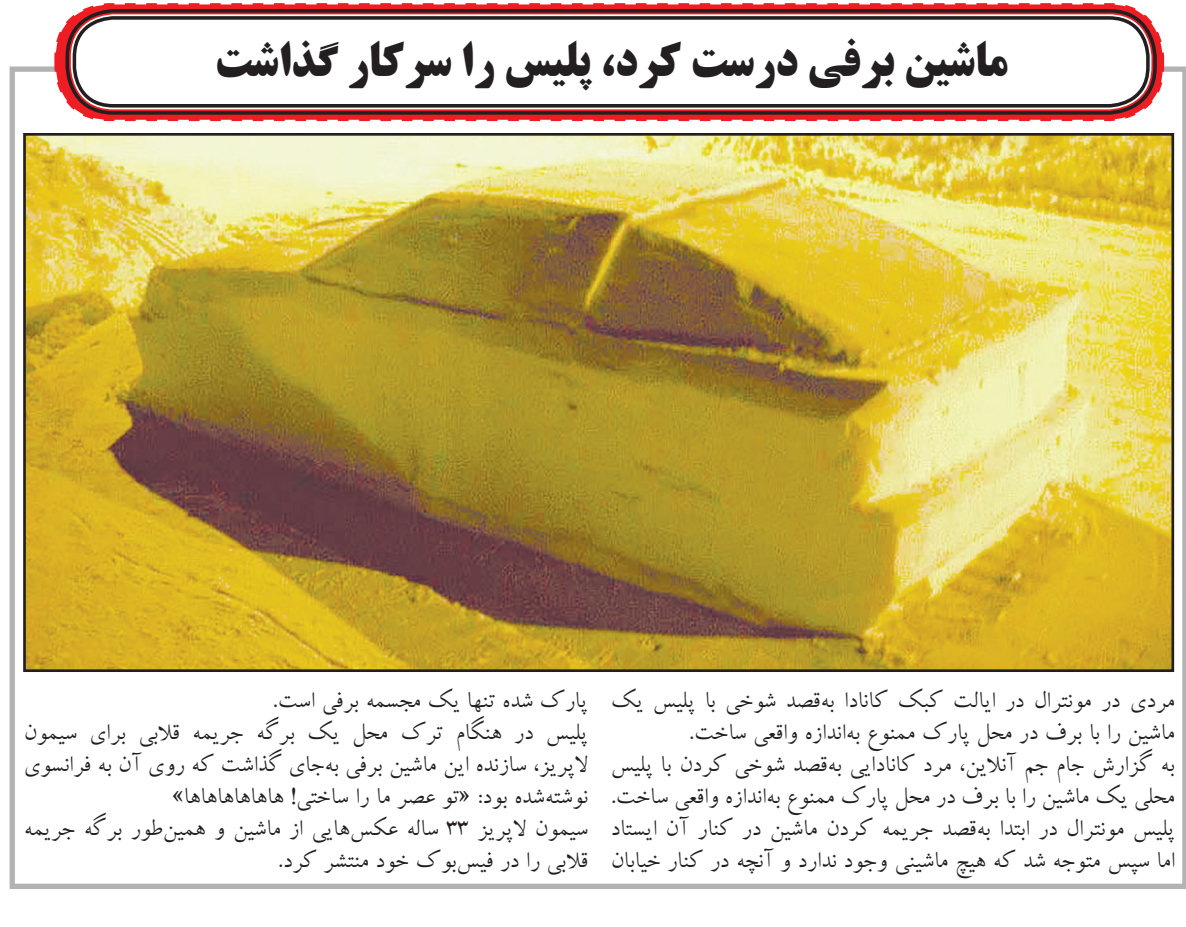 ماشین برفی درست کرد، پلیس را سرکار گذاشت
مردی در مونترال در ایالت کبک کانادا به‌قصد شوخی با پلیس یک
ماشین را با برف در محل پارک ممنوع به‌اندازه واقعی ساخت.
به گزارش جام جم آنلاین، مرد کانادایی به‌قصد شوخی کردن با پلیس
محلی یک ماشین را با برف در محل پارک ممنوع به‌اندازه واقعی ساخت.
پلیس مونترال در ابتدا به‌قصد جریمه کردن ماشین در کنار آن ایستاد
اما سپس متوجه شد که هیچ ماشینی وجود ندارد و آنچه در کنار خیابان
پارک شده تنها یک مجسمه برفی است.
پلیس در هنگام ترک محل یک برگه جریمه قلابی برای سیمون
لاپریز، سازنده این ماشین برفی به‌جای گذاشت که روی آن به فرانسوی
نوشته‌شده بود: «تو عصر ما را ساختی! هاهاهاهاهاها»
سیمون لاپریز ۳۳ ساله عکس‌هایی از ماشین و همین‌طور برگه جریمه
قلابی را در فیس‌بوک خود منتشر کرد.